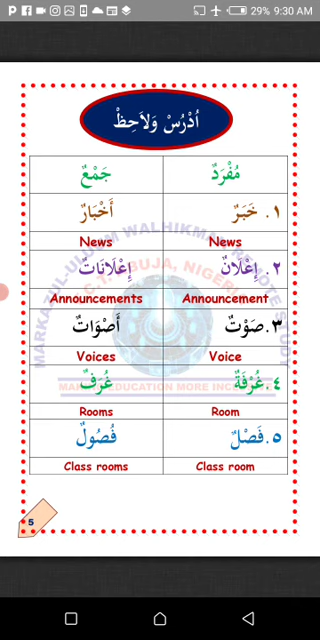 29% 9:30 AM
اُدْرُسْ وَلاَحِظْ
مُفْرَدٌ جَمْعٌ
١. خَبَرٌ أَخْبَارٌ
News News
٢. إِعْلَانٌ إِعْلَانَاتٌ
Announcements Announcement
٣. صَوْتٌ أَصْوَاتٌ
Voices Voice
٤. غُرْفَةٌ غُرَفٌ
Rooms Room
٥. فَصْلٌ فُصُولٌ
Class rooms Class room
5